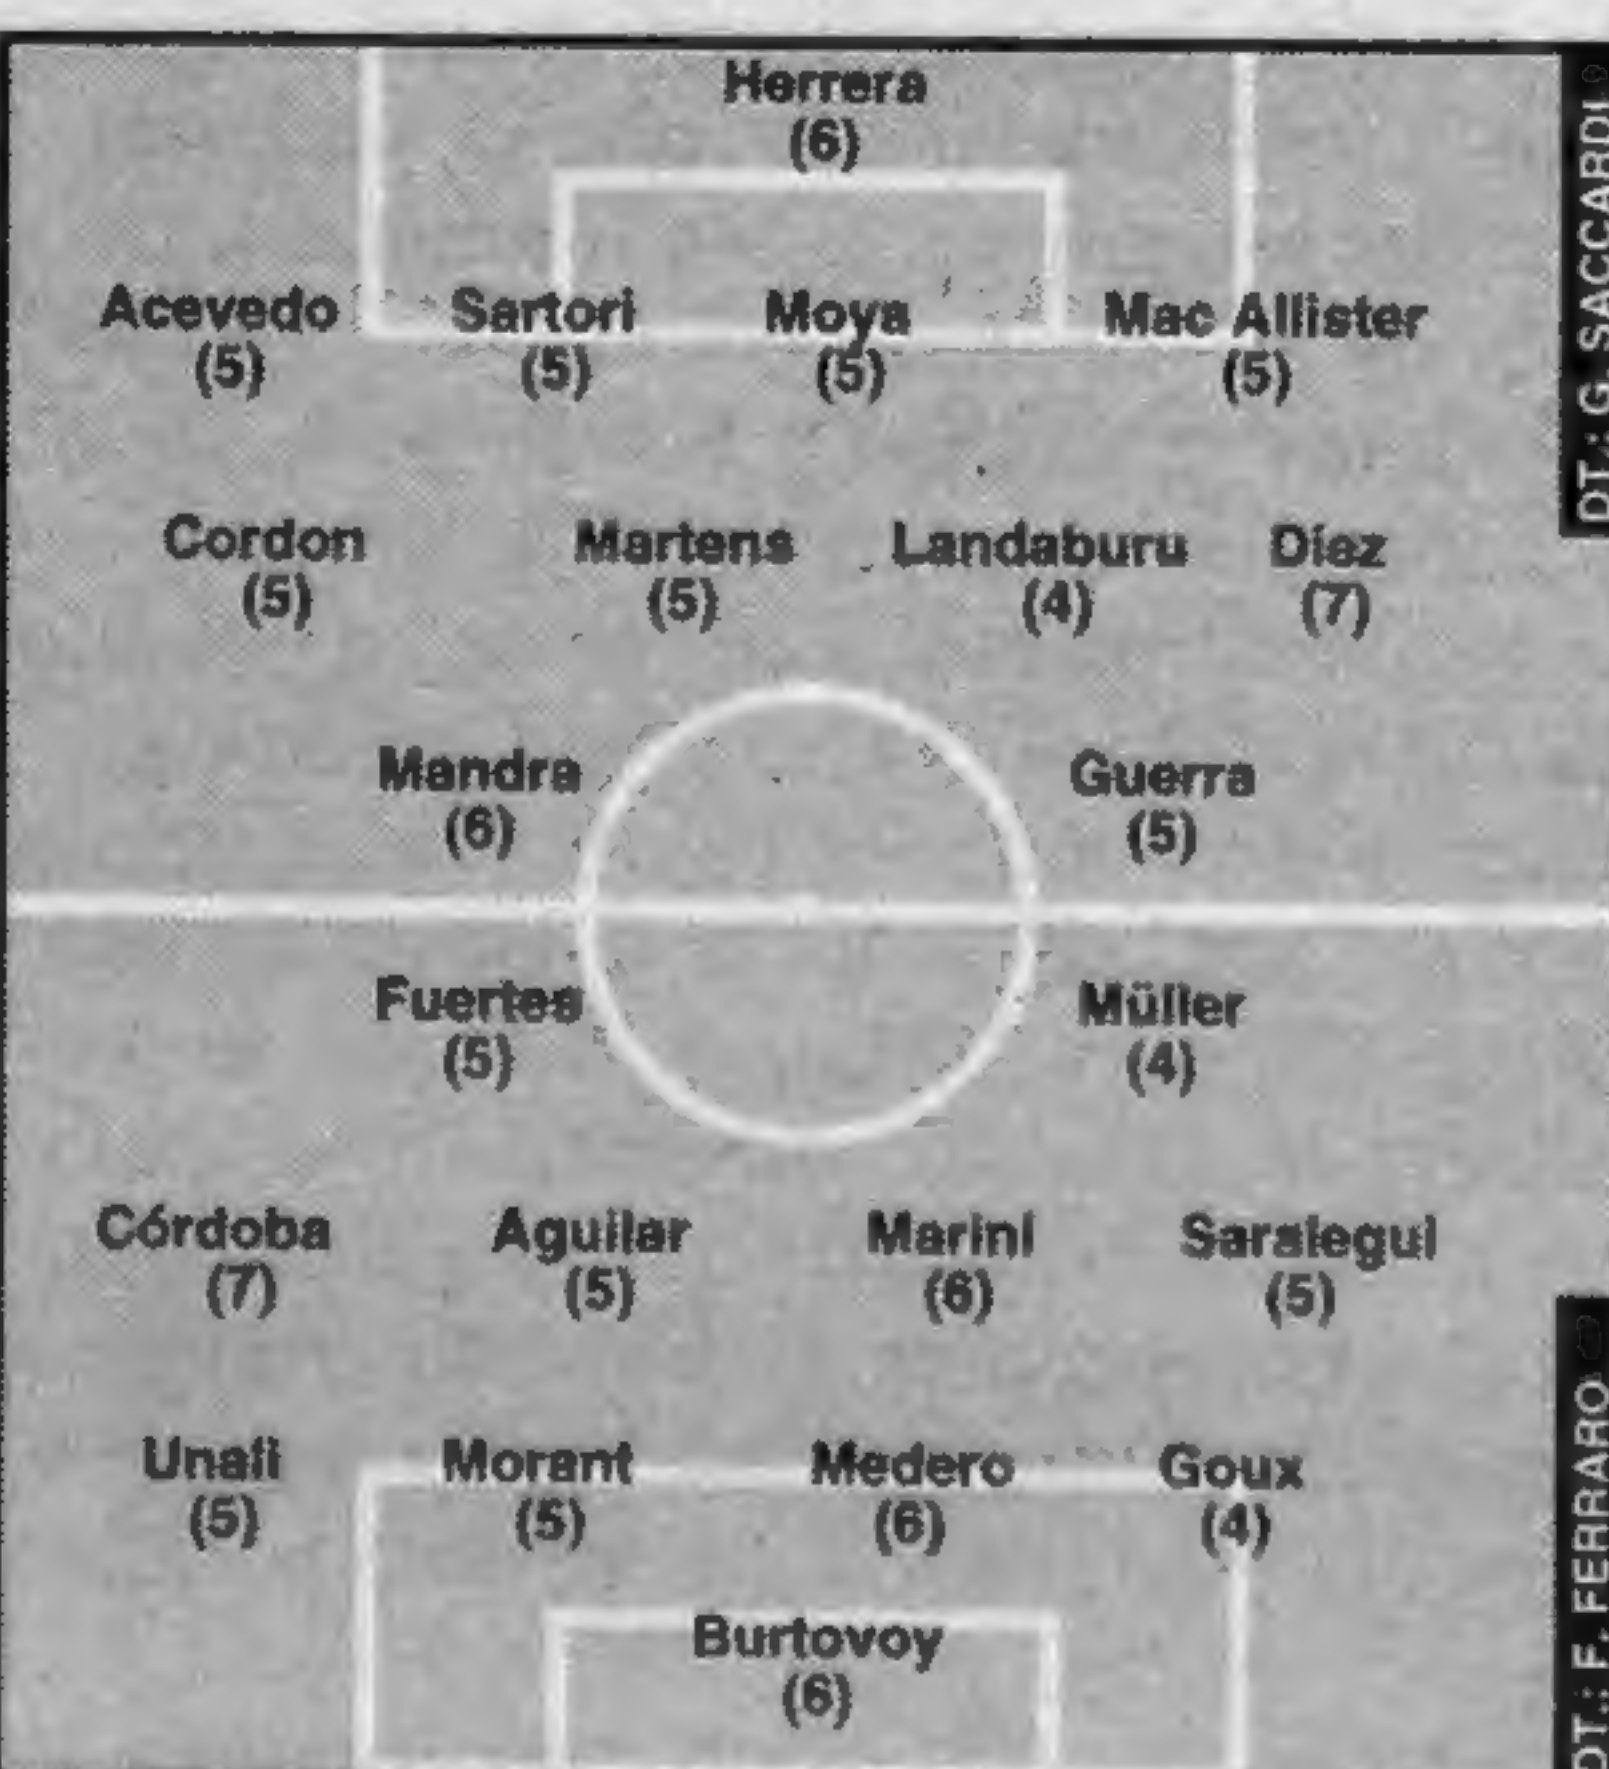 Herrera
(6)
Acevedo Sartori Moya Mac Allister
(5) (5) (5) (5)
Cordon Martens Landaburu Díez
(5) (5) (4) (7)
Mandra Guerra
(6) (5)
Fuertes Müller
(5) (4)
Córdoba Aguilar Marini Saralegui
(7) (5) (6) (5)
Unali Morant Medero Goux
(5) (5) (6) (4)
Burtovoy
(6)
DT.: G. SACCARDI
DT.: F. FERRARO